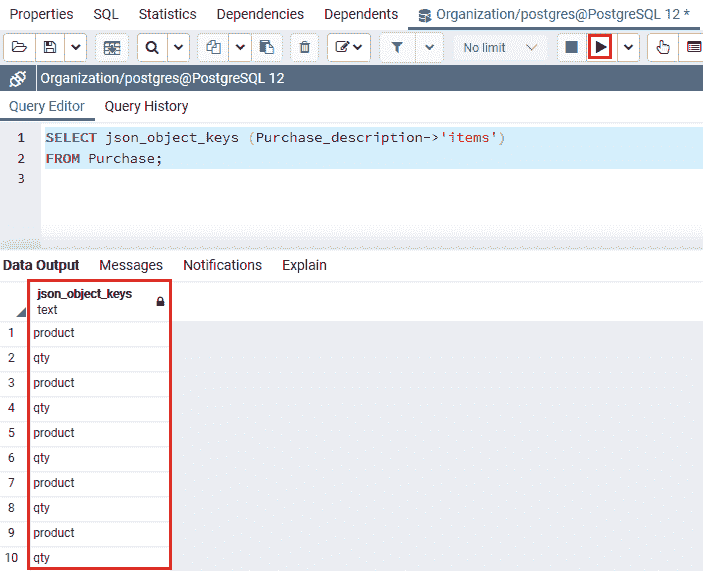 Properties SQL Statistics Dependencies Dependents Organization/postgres@PostgreSQL 12 *
No limit
Organization/postgres@PostgreSQL 12
Query Editor Query History
1 SELECT json_object_keys (Purchase_description->'items')
2 FROM Purchase;
3
Data Output Messages Notifications Explain
json_object_keys
text
1 product
2 qty
3 product
4 qty
5 product
6 qty
7 product
8 qty
9 product
10 qty